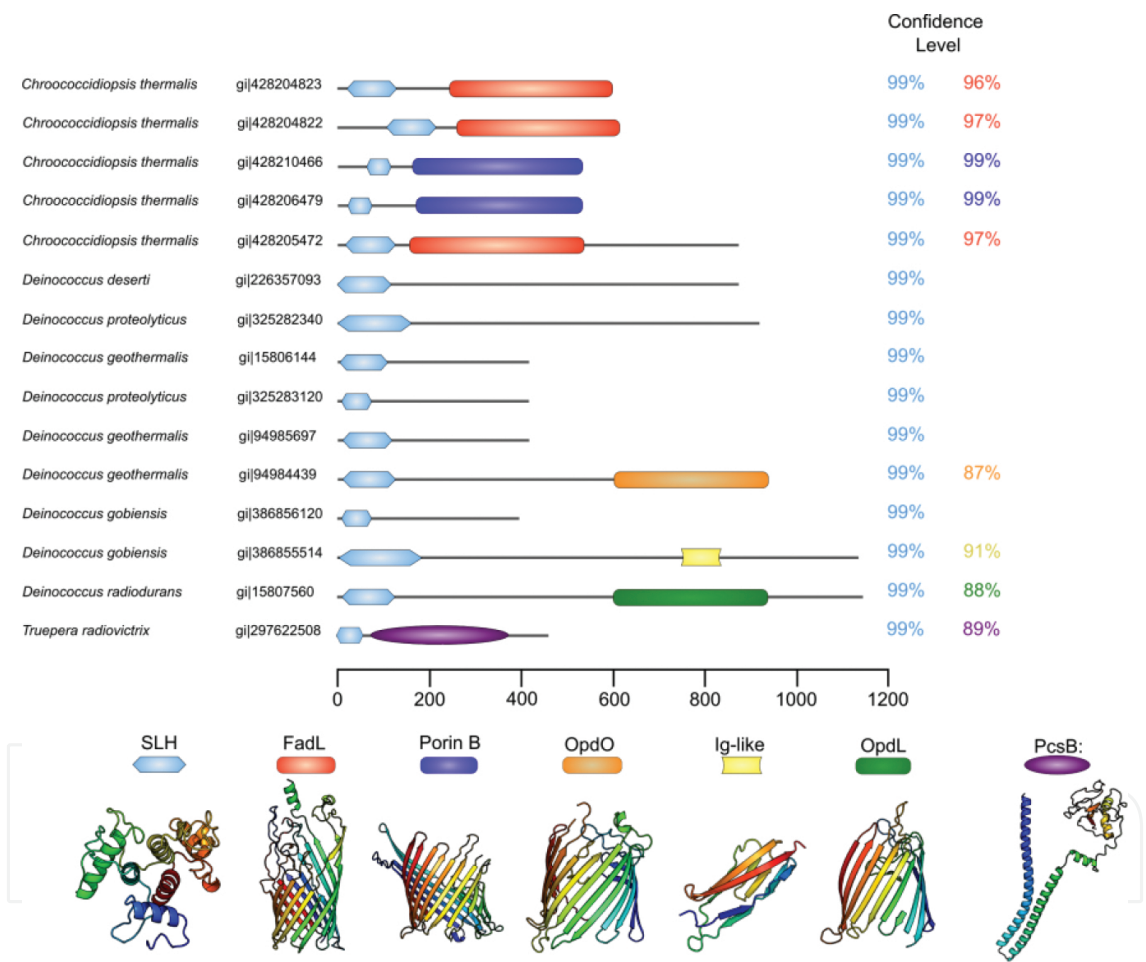 Confidence
Level
Chroococcidiopsis thermalis gi|428204823 99% 96%
Chroococcidiopsis thermalis gi|428204822 99% 97%
Chroococcidiopsis thermalis gi|428210466 99% 99%
Chroococcidiopsis thermalis gi|428206479 99% 99%
Chroococcidiopsis thermalis gi|428205472 99% 97%
Deinococcus deserti gi|226357093 99%
Deinococcus proteolyticus gi|325282340 99%
Deinococcus geothermalis gi|15806144 99%
Deinococcus proteolyticus gi|325283120 99%
Deinococcus geothermalis gi|94985697 99%
Deinococcus geothermalis gi|94984439 99% 87%
Deinococcus gobiensis gi|386856120 99%
Deinococcus gobiensis gi|386855514 99% 91%
Deinococcus radiodurans gi|15807560 99% 88%
Truepera radiovictrix gi|297622508 99% 89%
0 200 400 600 800 1000 1200
SLH FadL Porin B OpdO Ig-like OpdL PcsB: